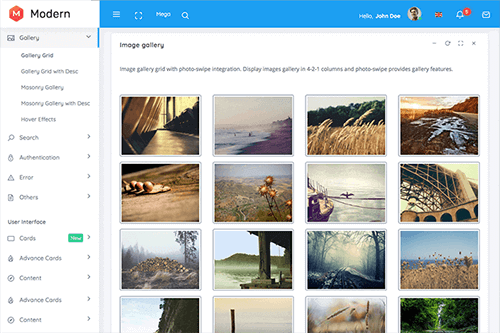 M Modern
Mega
Hello, John Doe
5
Gallery
Gallery Grid
Gallery Grid with Desc
Masonry Gallery
Masonry Gallery with Desc
Hover Effects
Search
Authentication
Error
Others
User Interface
Cards New
Advance Cards
Content
Advance Cards
Content
Image gallery
Image gallery grid with photo-swipe integration. Display images gallery in 4-2-1 columns and photo-swipe provides gallery features.